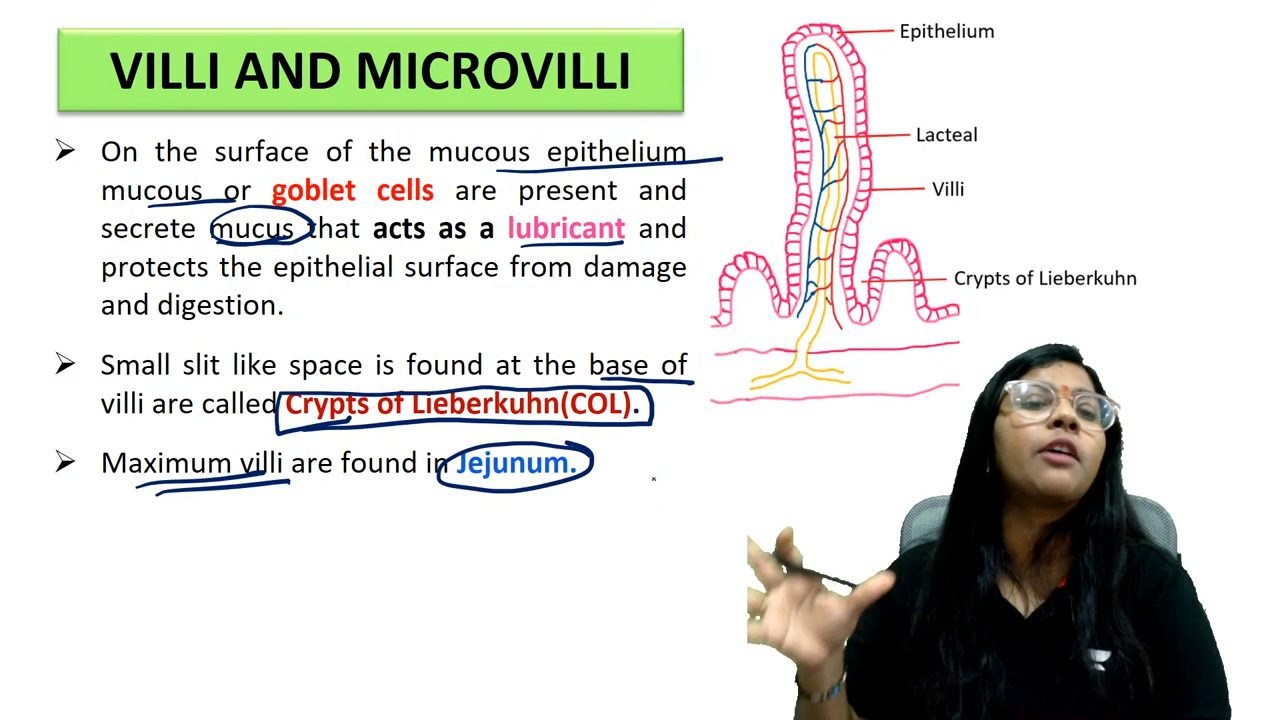 VILLI AND MICROVILLI
On the surface of the mucous epithelium
mucous or goblet cells are present and
secrete mucus that acts as a lubricant and
protects the epithelial surface from damage
and digestion.
Small slit like space is found at the base of
villi are called Crypts of Lieberkuhn(COL).
Maximum villi are found in Jejunum.
Epithelium
Lacteal
Villi
Crypts of Lieberkuhn